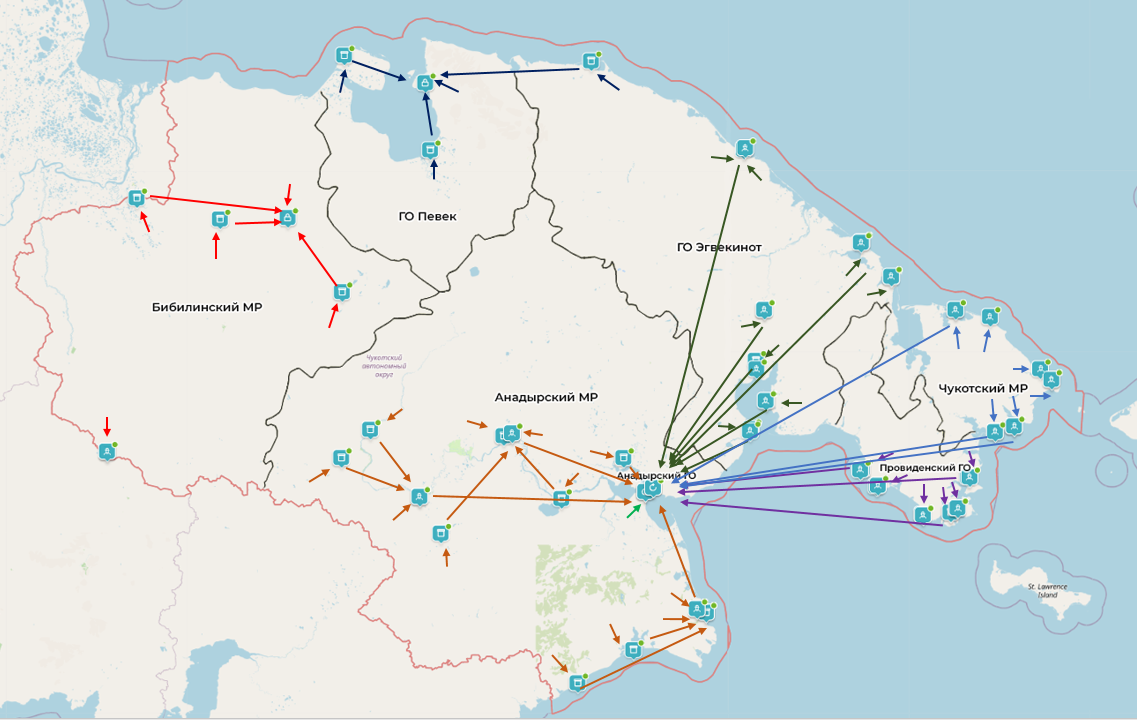 ГО Певек
ГО Эгвекинот
Бибилинский МР
Чукотский
автономный
округ
Анадырский МР
Чукотский МР
Провиденский ГО
Анадырский ГО
St. Lawrence
Island